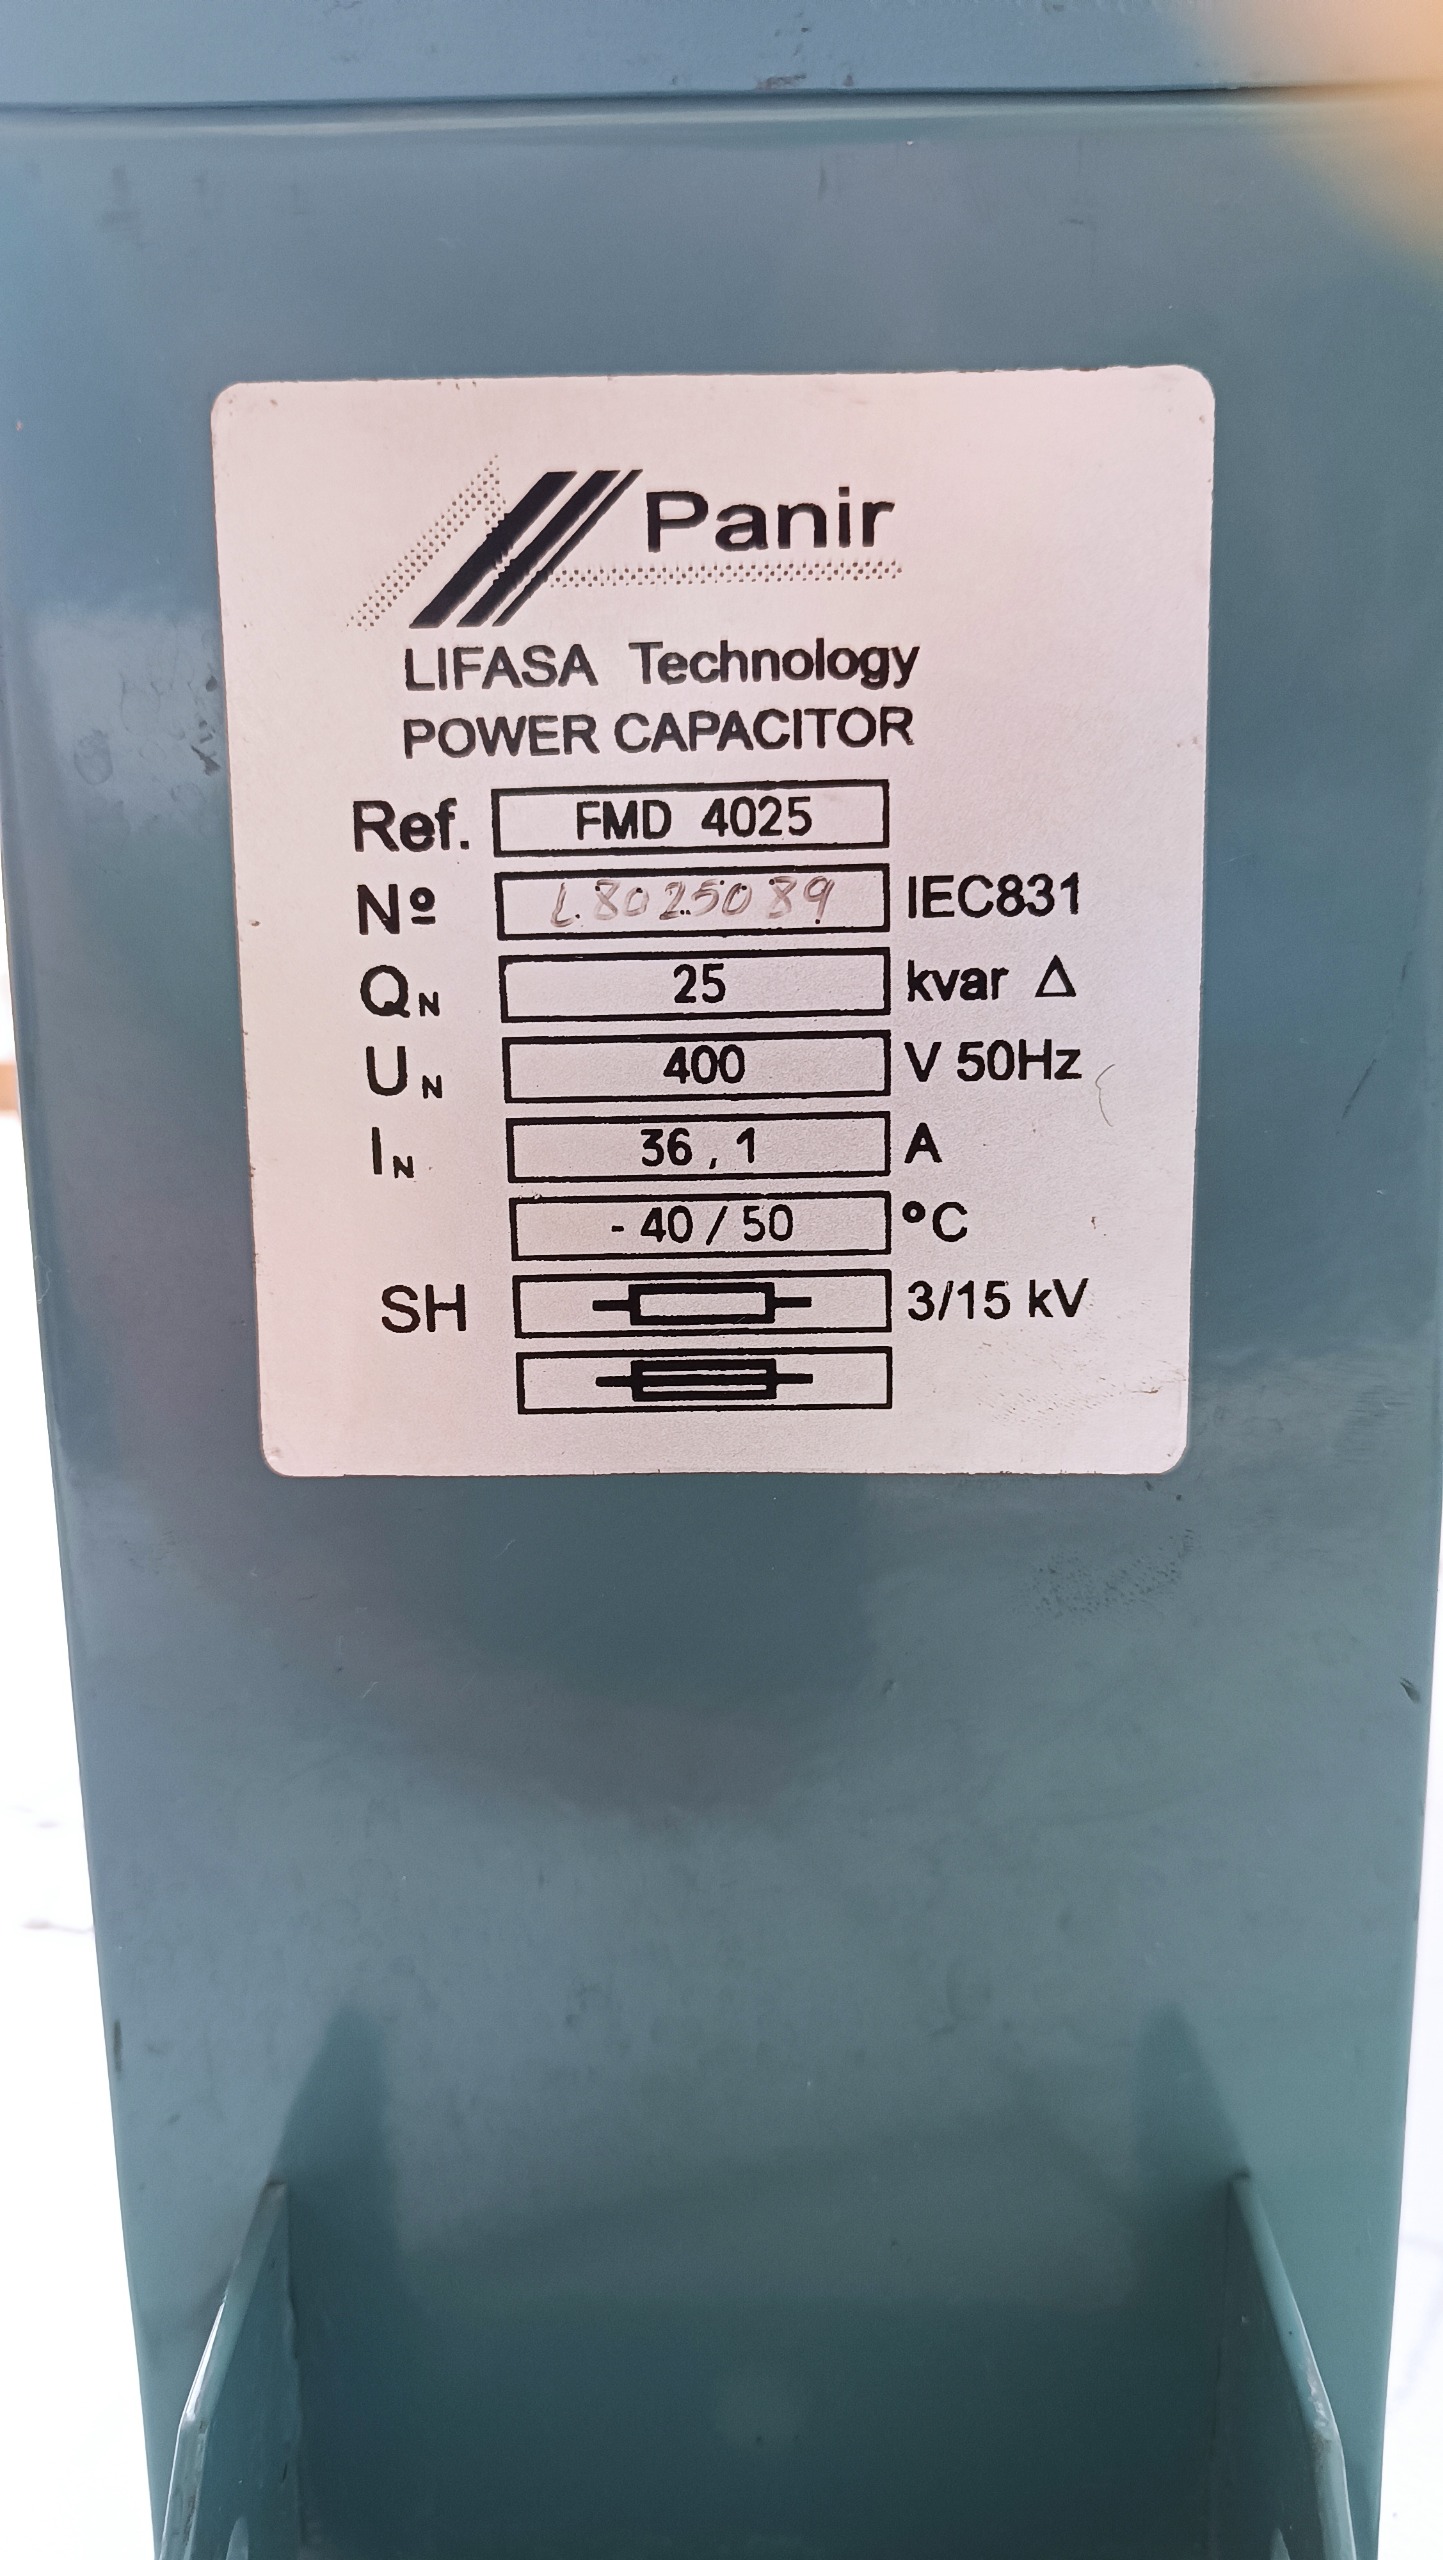 Panir
LIFASA Technology
POWER CAPACITOR
Ref. FMD 4025
Nº L8025089 IEC831
QN 25 kvar Δ
UN 400 V 50Hz
IN 36,1 A
-40/50 °C
SH 3/15 kV